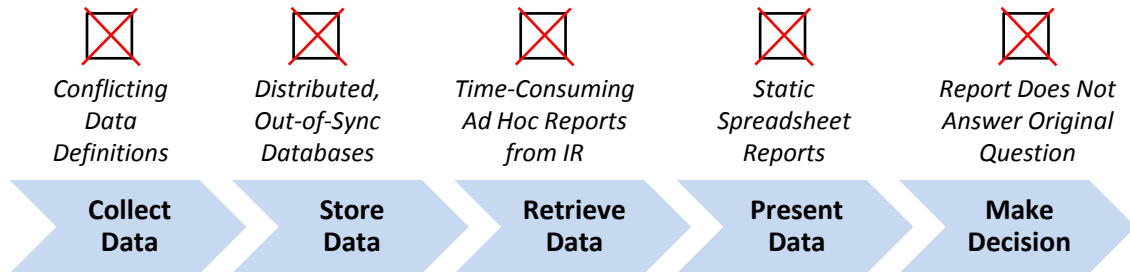 Conflicting
Data
Definitions
Distributed,
Out-of-Sync
Databases
Time-Consuming
Ad Hoc Reports
from IR
Static
Spreadsheet
Reports
Report Does Not
Answer Original
Question
Collect
Data
Store
Data
Retrieve
Data
Present
Data
Make
Decision